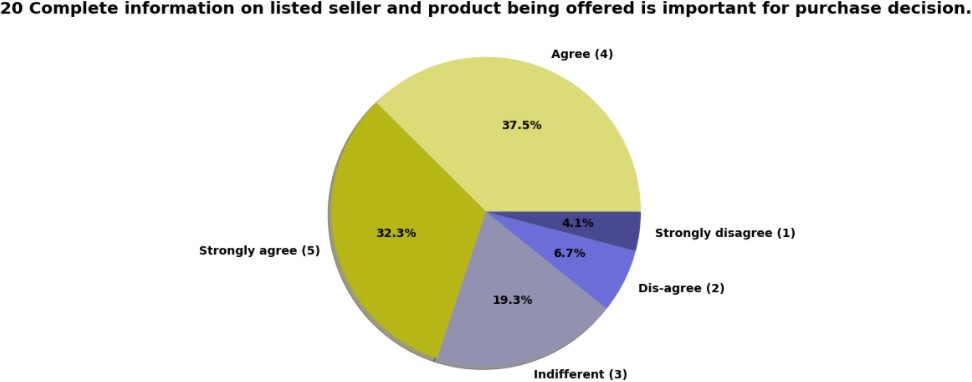 20 Complete information on listed seller and product being offered is important for purchase decision.
Agree (4)
37.5%
4.1%
Strongly disagree (1)
32.3%
Strongly agree (5)
6.7%
Dis-agree (2)
19.3%
Indifferent (3)